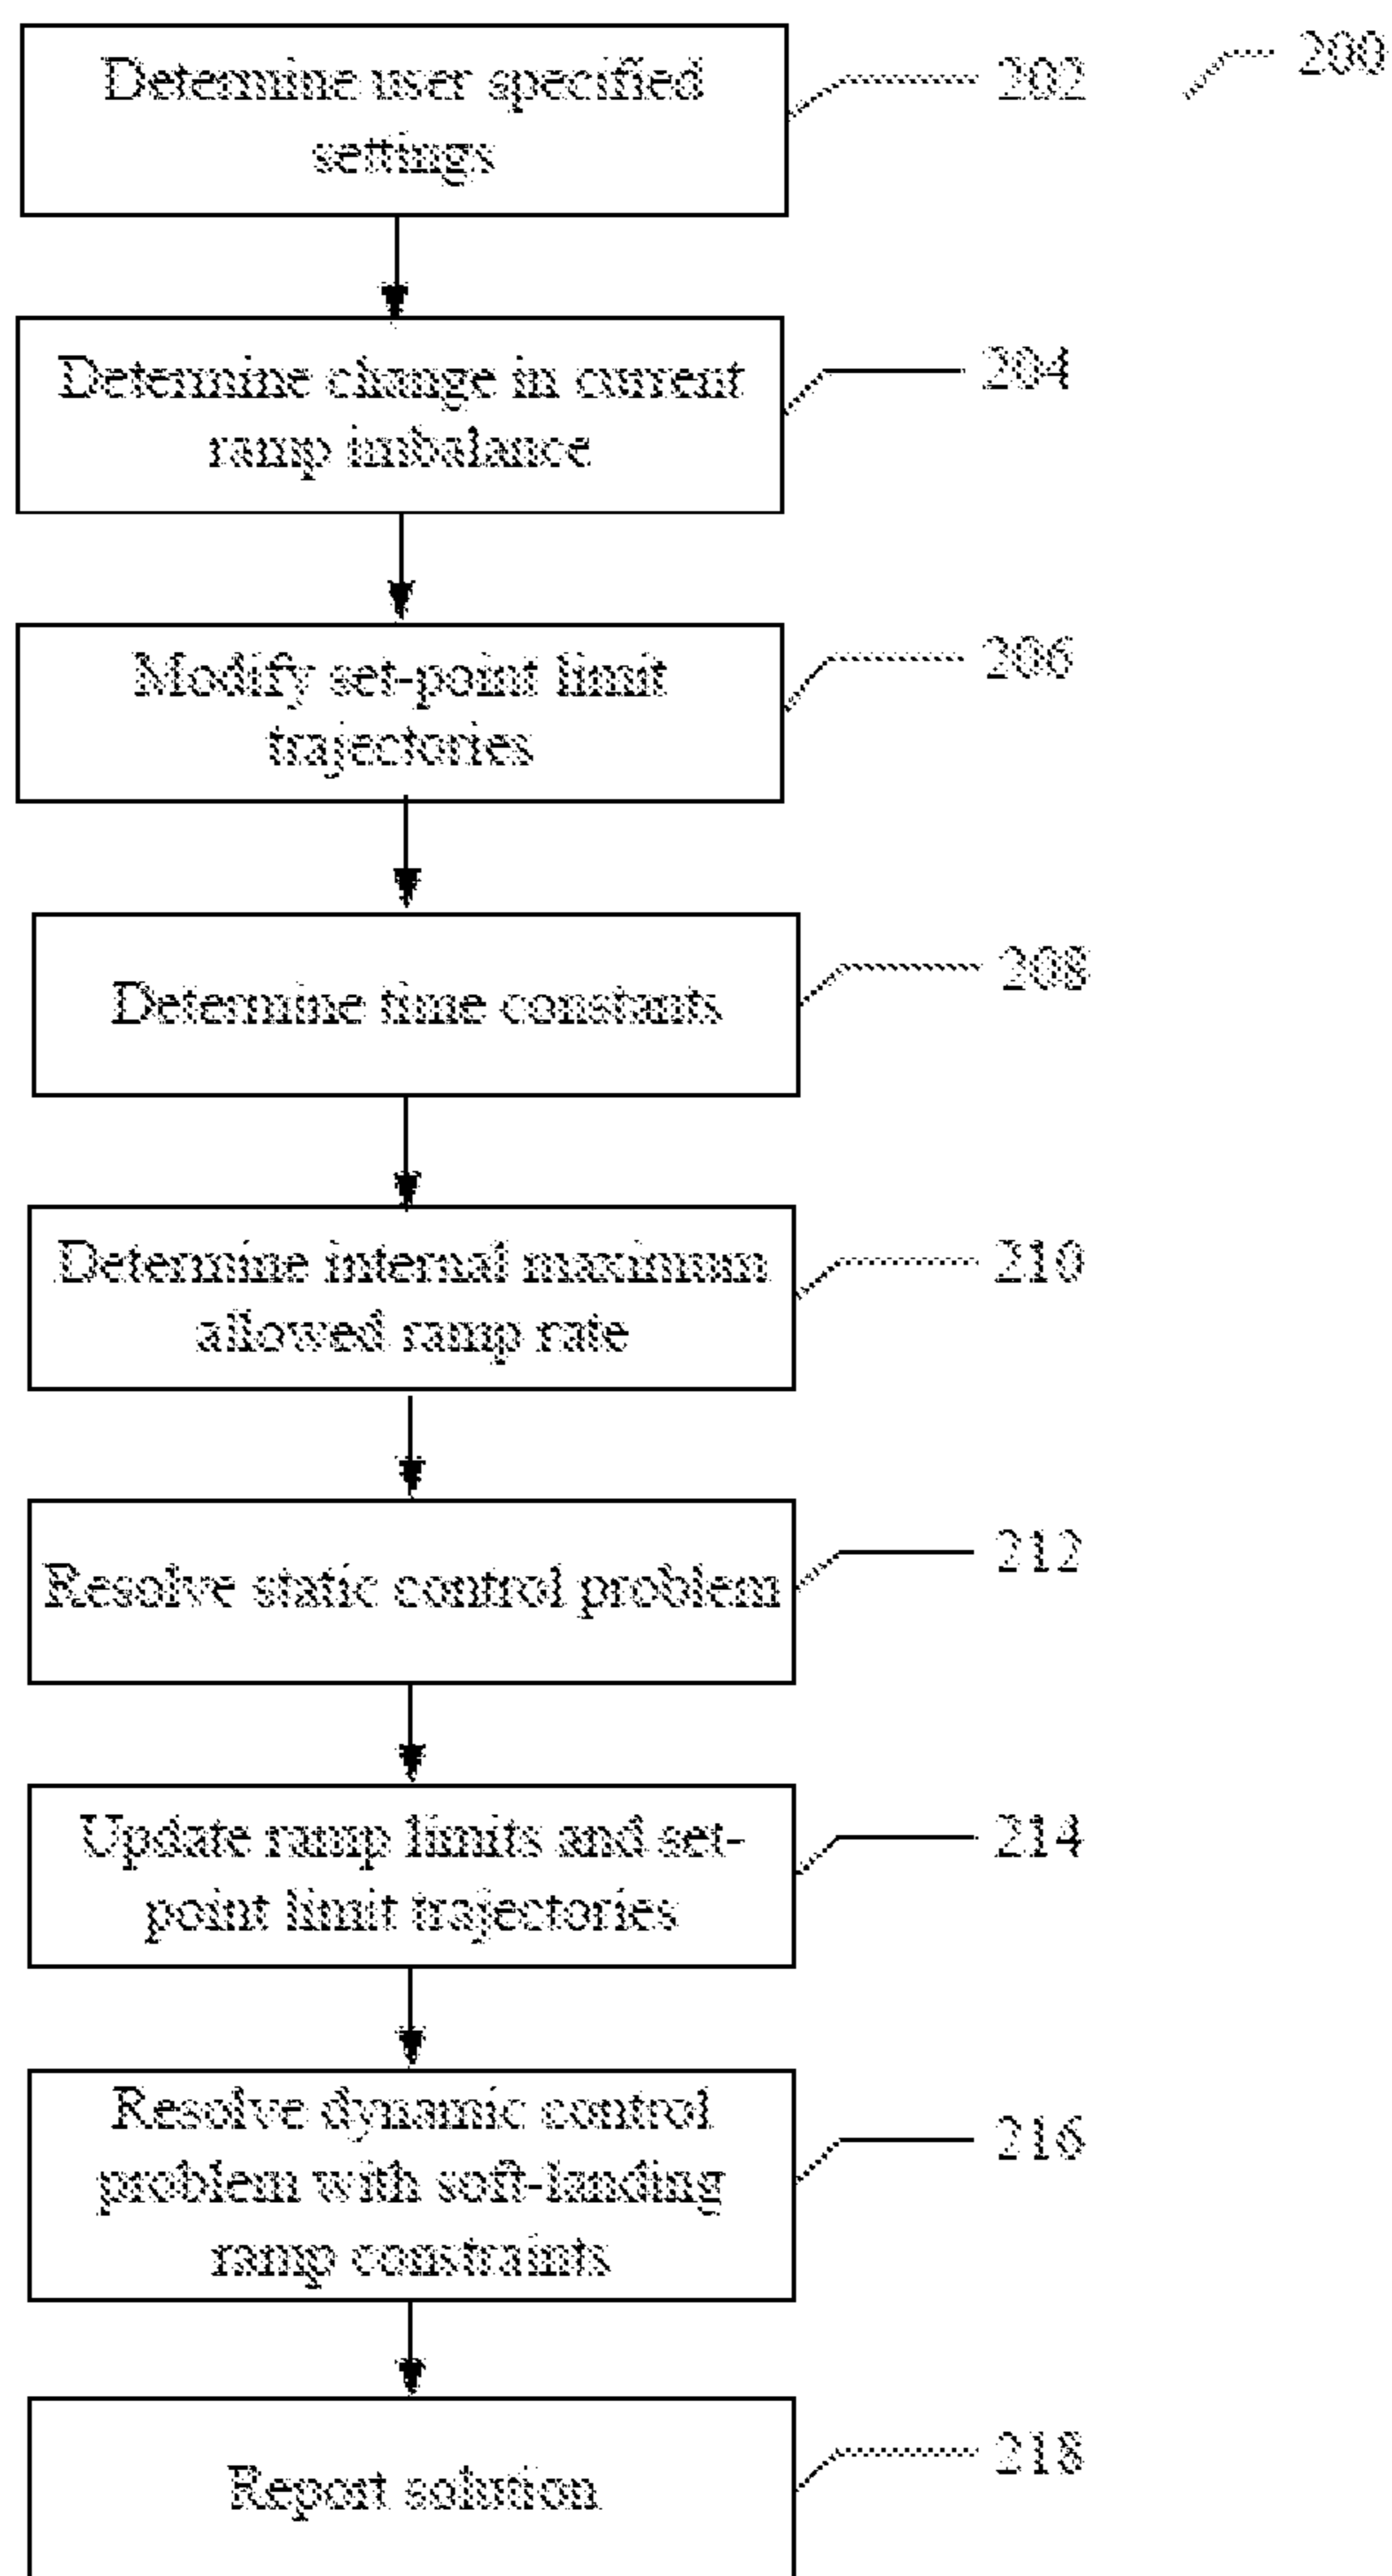 200
Determine user specified
settings
202
Determine change in current
ramp imbalance
204
Modify set-point limit
trajectories
206
Determine time constants
208
Determine internal maximum
allowed ramp rate
210
Resolve static control problem
212
Update ramp limits and set-
point limit trajectories
214
Resolve dynamic control
problem with soft-landing
ramp constraints
216
Report solution
218